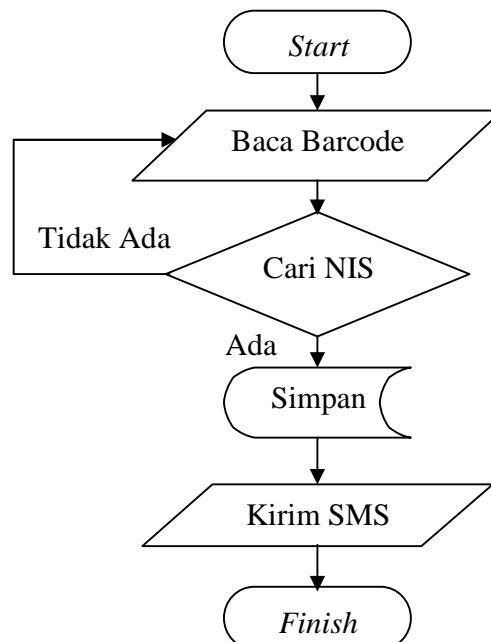 Start
Baca Barcode
Tidak Ada
Cari NIS
Ada
Simpan
Kirim SMS
Finish